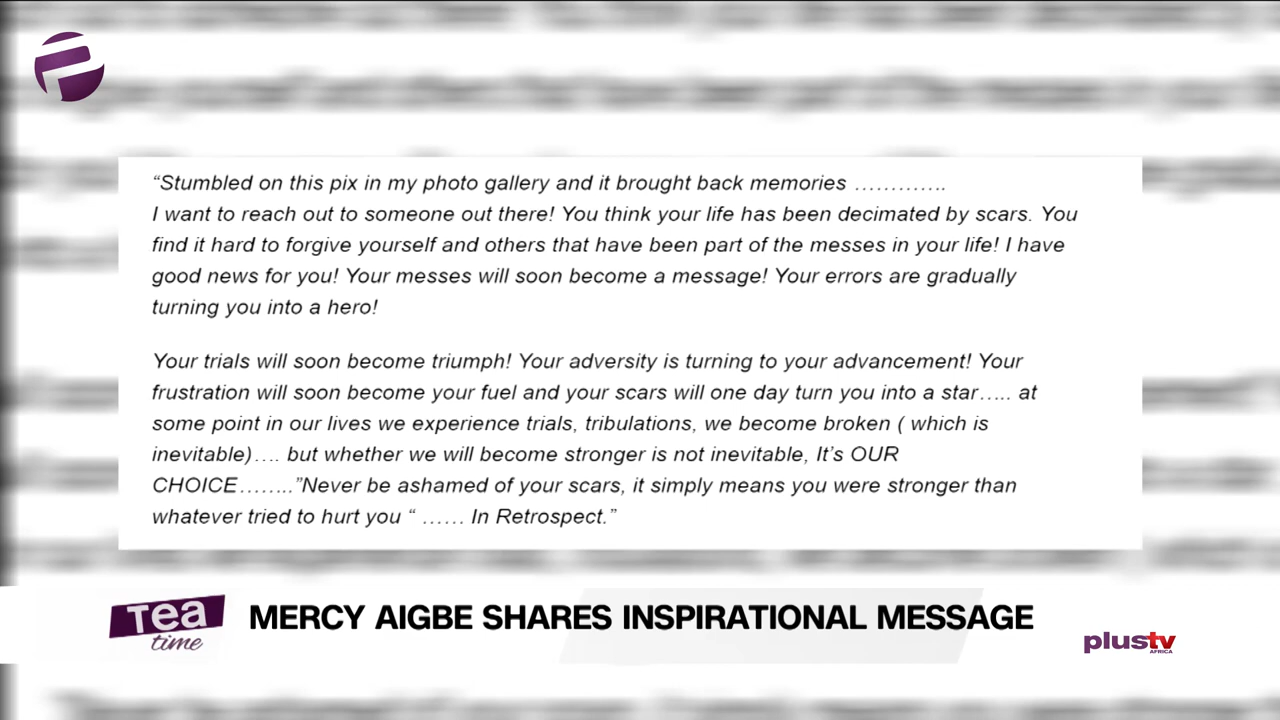 “Stumbled on this pix in my photo gallery and it brought back memories ………….
I want to reach out to someone out there! You think your life has been decimated by scars. You
find it hard to forgive yourself and others that have been part of the messes in your life! I have
good news for you! Your messes will soon become a message! Your errors are gradually
turning you into a hero!
Your trials will soon become triumph! Your adversity is turning to your advancement! Your
frustration will soon become your fuel and your scars will one day turn you into a star….. at
some point in our lives we experience trials, tribulations, we become broken ( which is
inevitable)…. but whether we will become stronger is not inevitable, It’s OUR
CHOICE……..”Never be ashamed of your scars, it simply means you were stronger than
whatever tried to hurt you “ …… In Retrospect.”
Tea
time
MERCY AIGBE SHARES INSPIRATIONAL MESSAGE
plustv
AFRICA